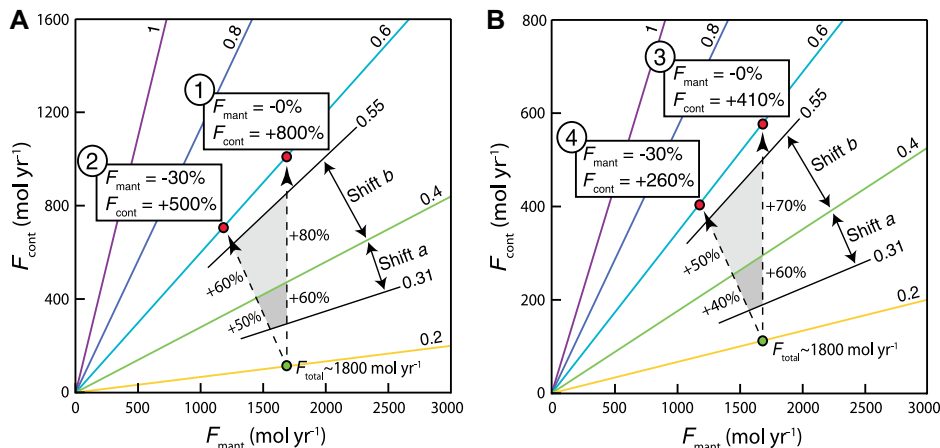 A
1600
1200
800
400
0
F_cont (mol yr⁻¹)
0
500
1000
1500
2000
2500
3000
F_mant (mol yr⁻¹)
1
0.8
0.6
0.55
0.4
0.31
0.2
1
F_mant = -0%
F_cont = +800%
2
F_mant = -30%
F_cont = +500%
Shift b
Shift a
+80%
+60%
+60%
+50%
F_total~1800 mol yr⁻¹
B
800
600
400
200
0
F_cont (mol yr⁻¹)
0
500
1000
1500
2000
2500
3000
F_mant (mol yr⁻¹)
1
0.8
0.6
0.55
0.4
0.31
0.2
3
F_mant = -0%
F_cont = +410%
4
F_mant = -30%
F_cont = +260%
Shift b
Shift a
+70%
+50%
+60%
+40%
F_total~1800 mol yr⁻¹